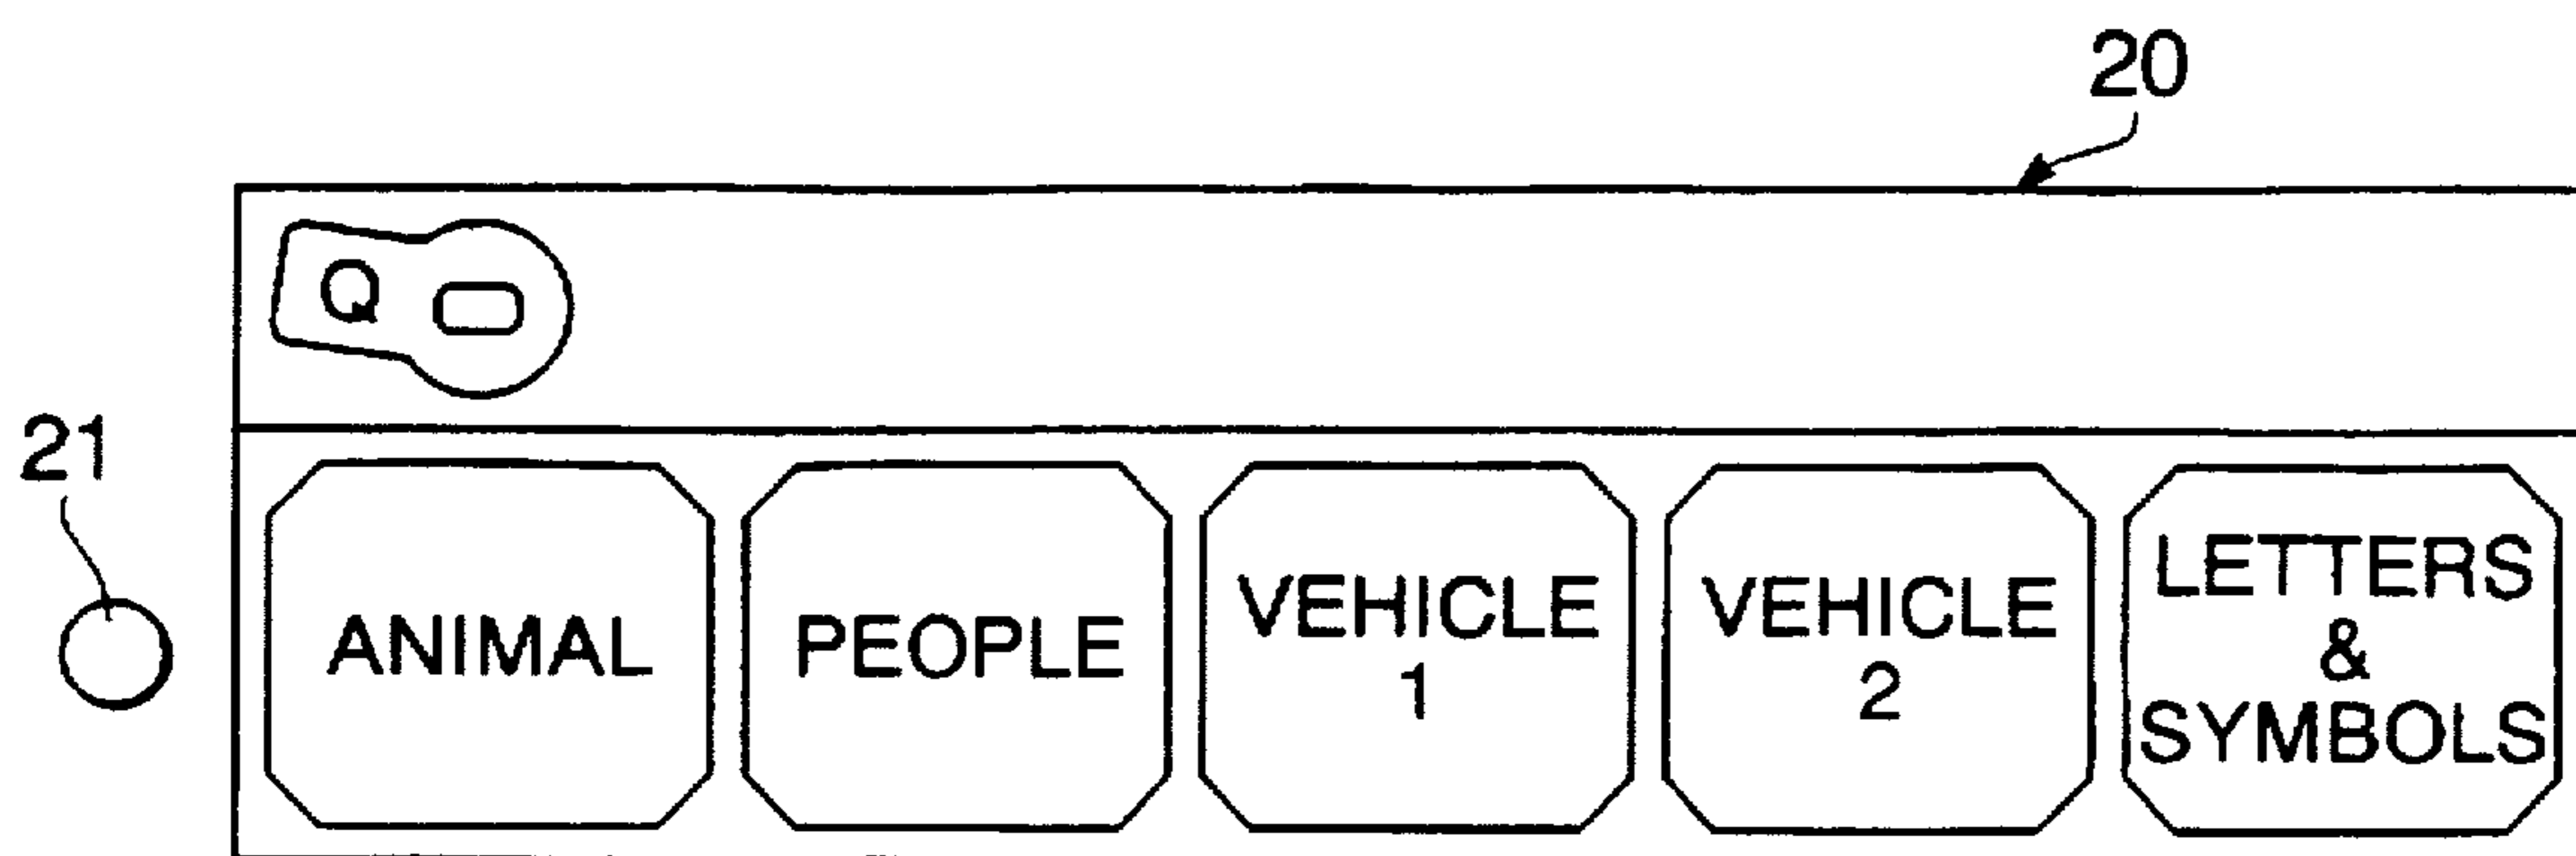 20
Q
21
ANIMAL
PEOPLE
VEHICLE
1
VEHICLE
2
LETTERS
&
SYMBOLS